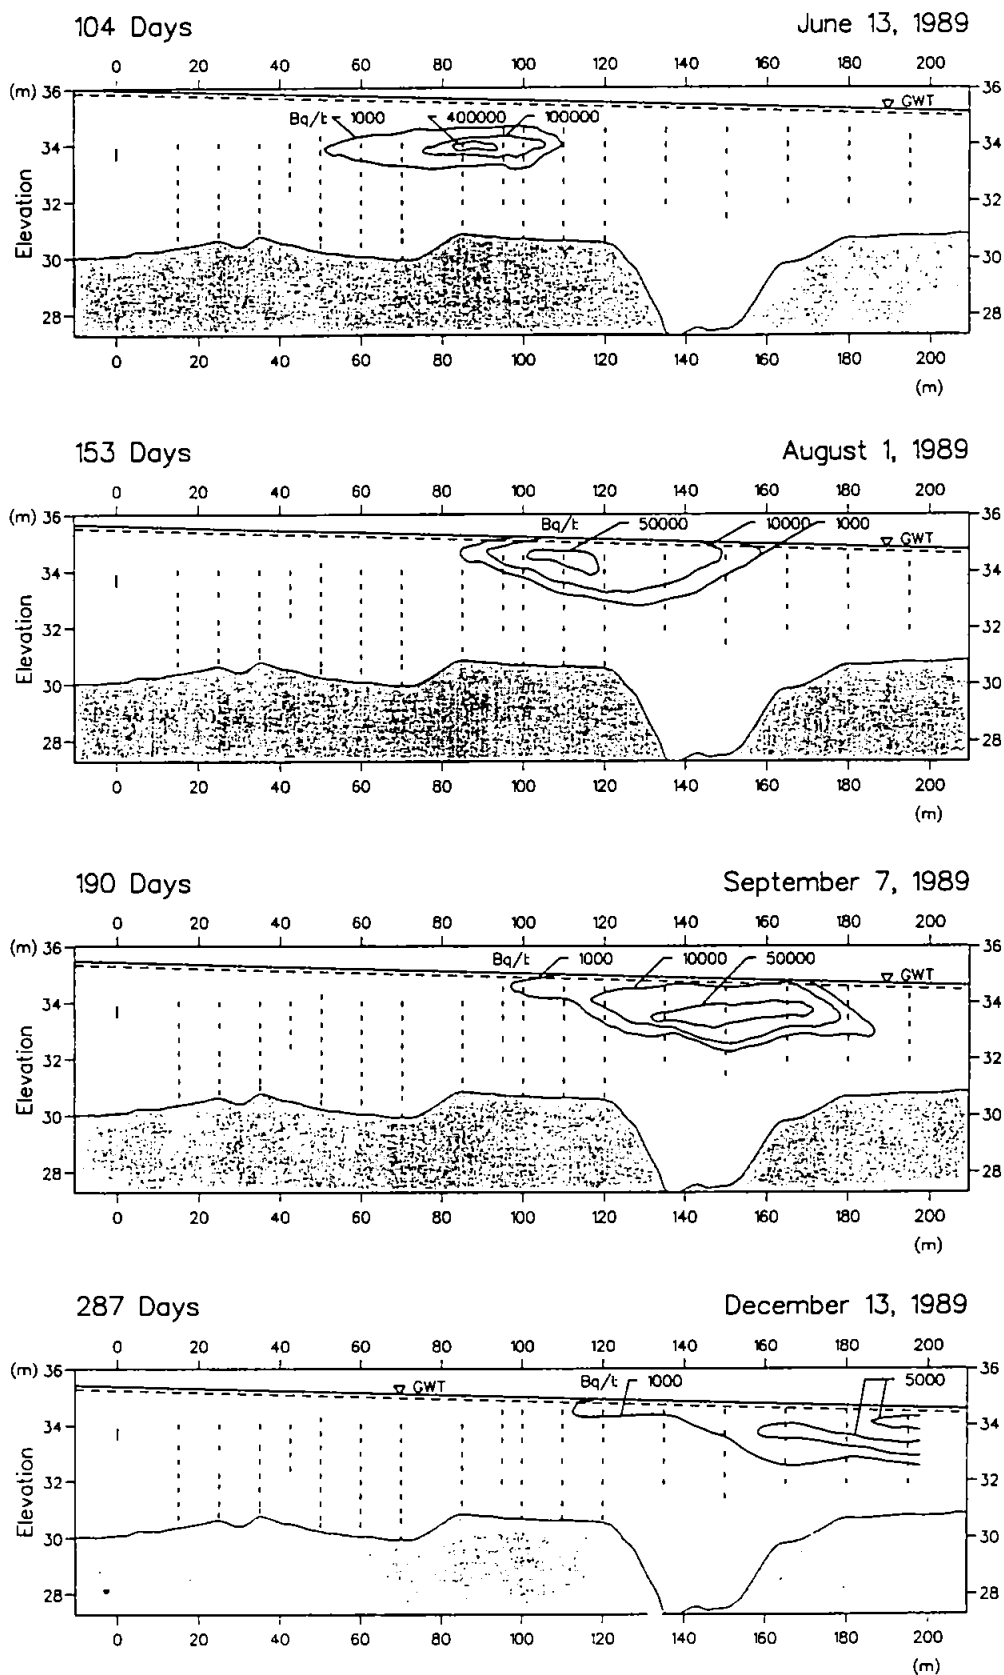 104 Days June 13, 1989
0 20 40 60 80 100 120 140 160 180 200
(m) 36 36
GWT
Bq/t 1000 400000 100000
34 34
32 32
Elevation
30 30
28 28
0 20 40 60 80 100 120 140 160 180 200
(m)
153 Days August 1, 1989
0 20 40 60 80 100 120 140 160 180 200
(m) 36 36
Bq/t 50000 10000 1000
GWT
34 34
32 32
Elevation
30 30
28 28
0 20 40 60 80 100 120 140 160 180 200
(m)
190 Days September 7, 1989
0 20 40 60 80 100 120 140 160 180 200
(m) 36 36
Bq/t 1000 10000 50000
GWT
34 34
32 32
Elevation
30 30
28 28
0 20 40 60 80 100 120 140 160 180 200
(m)
287 Days December 13, 1989
0 20 40 60 80 100 120 140 160 180 200
(m) 36 36
GWT Bq/t 1000 5000
34 34
32 32
Elevation
30 30
28 28
0 20 40 60 80 100 120 140 160 180 200
(m)